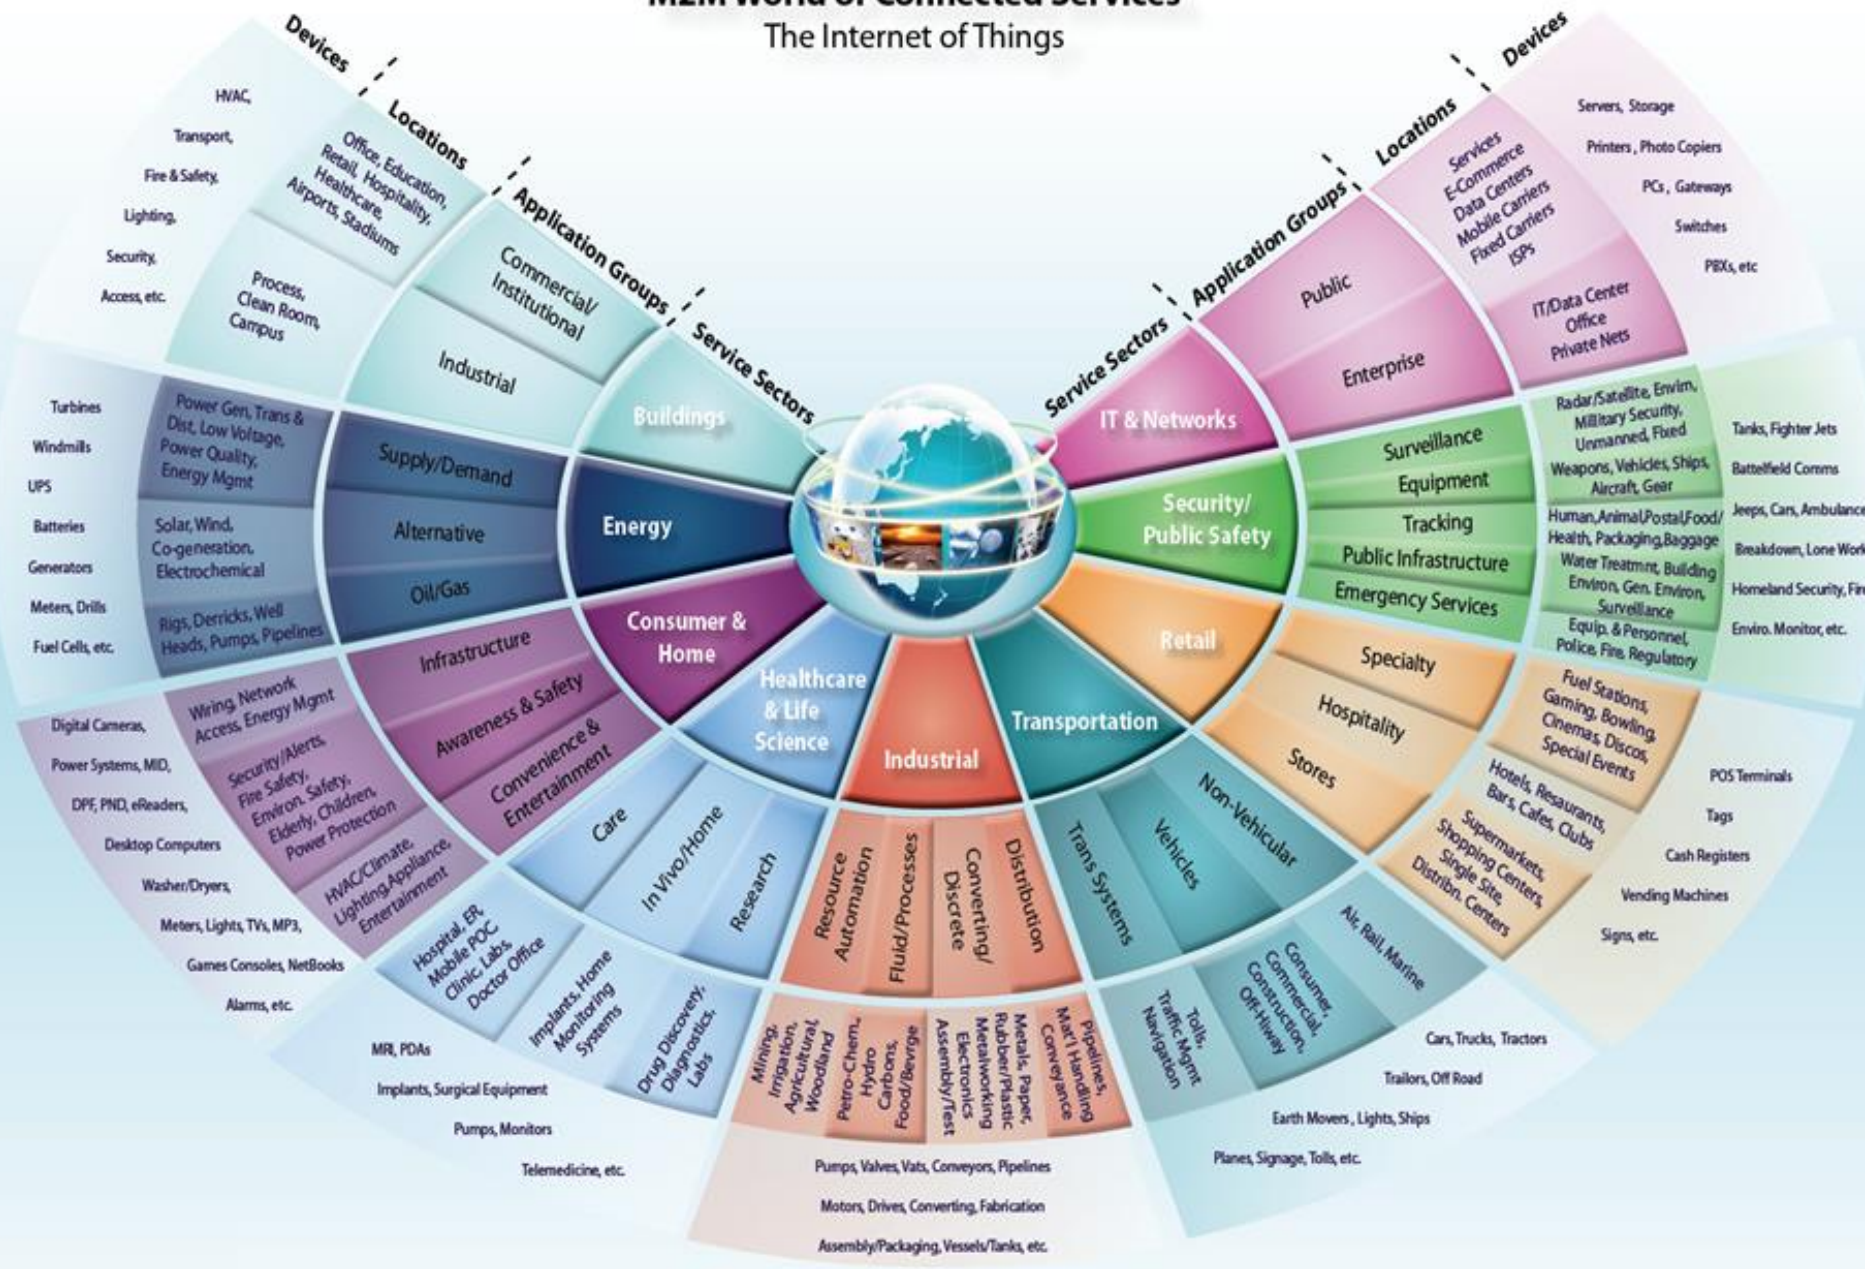 M2M World of Connected Services
The Internet of Things
Devices
Locations
Application Groups
Service Sectors
Service Sectors
Application Groups
Locations
Devices
Buildings
Commercial/
Institutional
Industrial
Office, Education,
Retail, Hospitality,
Healthcare,
Airports, Stadiums
Process,
Clean Room,
Campus
HVAC,
Transport,
Fire & Safety,
Lighting,
Security,
Access, etc.
Energy
Supply/Demand
Alternative
Oil/Gas
Power Gen, Trans &
Dist, Low Voltage,
Power Quality,
Energy Mgmt
Solar, Wind,
Co-generation,
Electrochemical
Rigs, Derricks, Well
Heads, Pumps, Pipelines
Turbines
Windmills
UPS
Batteries
Generators
Meters, Drills
Fuel Cells, etc.
Consumer &
Home
Infrastructure
Awareness & Safety
Convenience &
Entertainment
Wiring, Network
Access, Energy Mgmt
Security/Alerts,
Fire Safety,
Environ. Safety,
Elderly, Children,
Power Protection
HVAC/Climate,
Lighting,Appliance,
Entertainment
Digital Cameras,
Power Systems, MID,
DPF, PND, eReaders,
Desktop Computers
Washer/Dryers,
Meters, Lights, TVs, MP3,
Games Consoles, NetBooks
Alarms, etc.
Healthcare
& Life
Science
Care
In Vivo/Home
Research
Hospital, ER,
Mobile POC
Clinic, Labs,
Doctor Office
Implants, Home
Monitoring
Systems
Drug Discovery,
Diagnostics,
Labs
MRI, PDAs
Implants, Surgical Equipment
Pumps, Monitors
Telemedicine, etc.
Industrial
Resource
Automation
Fluid/Processes
Converting/
Discrete
Distribution
Mining,
Irrigation,
Agricultural,
Woodland
Petro-Chem.,
Hydro
Carbons,
Food/Bevrge
Metals, Paper,
Rubber/Plastic
Metalworking
Electronics
Assembly/Test
Pipelines,
Mat'l Handling
Conveyance
Pumps, Valves, Vats, Conveyors, Pipelines
Motors, Drives, Converting, Fabrication
Assembly/Packaging, Vessels/Tanks, etc.
Transportation
Trans Systems
Vehicles
Non-Vehicular
Tolls,
Traffic Mgmt
Navigation
Consumer,
Commercial,
Construction,
Off-Hiway
Air, Rail, Marine
Cars, Trucks, Tractors
Trailors, Off Road
Earth Movers, Lights, Ships
Planes, Signage, Tolls, etc.
Retail
Specialty
Hospitality
Stores
Fuel Stations,
Gaming, Bowling,
Cinemas, Discos,
Special Events
Hotels, Resaurants,
Bars, Cafes, Clubs
Supermarkets,
Shopping Centers,
Single Site,
Distribn. Centers
POS Terminals
Tags
Cash Registers
Vending Machines
Signs, etc.
Security/
Public Safety
Surveillance
Equipment
Tracking
Public Infrastructure
Emergency Services
Radar/Satellite, Envirn,
Millitary Security,
Unmanned, Fixed
Weapons, Vehicles, Ships,
Aircraft, Gear
Human,Animal,Postal,Food/
Health, Packaging,Baggage
Water Treatmnt, Building
Environ, Gen. Environ,
Surveillance
Equip. & Personnel,
Police, Fire, Regulatory
Tanks, Fighter Jets
Battelfield Comms
Jeeps, Cars, Ambulance
Breakdown, Lone Work
Homeland Security, Fire
Enviro. Monitor, etc.
IT & Networks
Public
Enterprise
Services
E-Commerce
Data Centers
Mobile Carriers
Fixed Carriers
ISPs
IT/Data Center
Office
Private Nets
Servers, Storage
Printers, Photo Copiers
PCs, Gateways
Switches
PBXs, etc